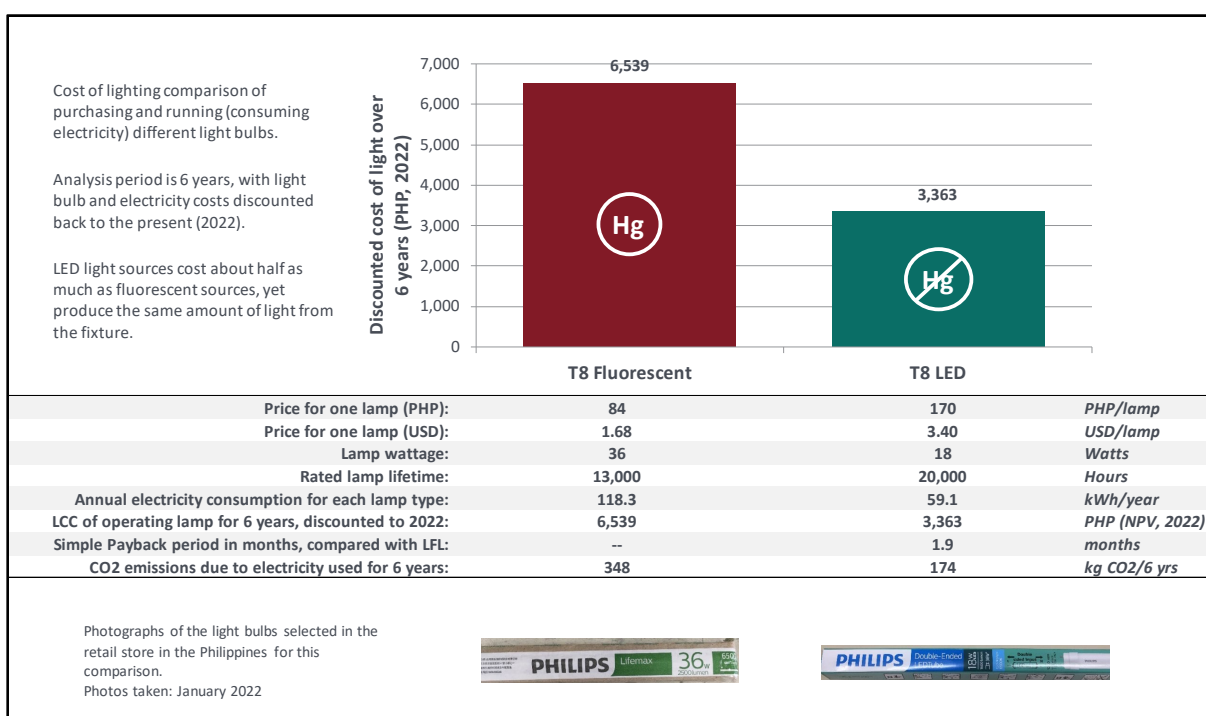 Cost of lighting comparison of
purchasing and running (consuming
electricity) different light bulbs.
Analysis period is 6 years, with light
bulb and electricity costs discounted
back to the present (2022).
LED light sources cost about half as
much as fluorescent sources, yet
produce the same amount of light from
the fixture.
Discounted cost of light over
6 years (PHP, 2022)
7,000
6,000
5,000
4,000
3,000
2,000
1,000
0
6,539
Hg
3,363
Hg
T8 Fluorescent T8 LED
Price for one lamp (PHP): 84 170 PHP/lamp
Price for one lamp (USD): 1.68 3.40 USD/lamp
Lamp wattage: 36 18 Watts
Rated lamp lifetime: 13,000 20,000 Hours
Annual electricity consumption for each lamp type: 118.3 59.1 kWh/year
LCC of operating lamp for 6 years, discounted to 2022: 6,539 3,363 PHP (NPV, 2022)
Simple Payback period in months, compared with LFL: -- 1.9 months
CO2 emissions due to electricity used for 6 years: 348 174 kg CO2/6 yrs
Photographs of the light bulbs selected in the
retail store in the Philippines for this
comparison.
Photos taken: January 2022
PHILIPS Lifemax 36w
2900lumen
PHILIPS Double-Ended
LEDTube 18w